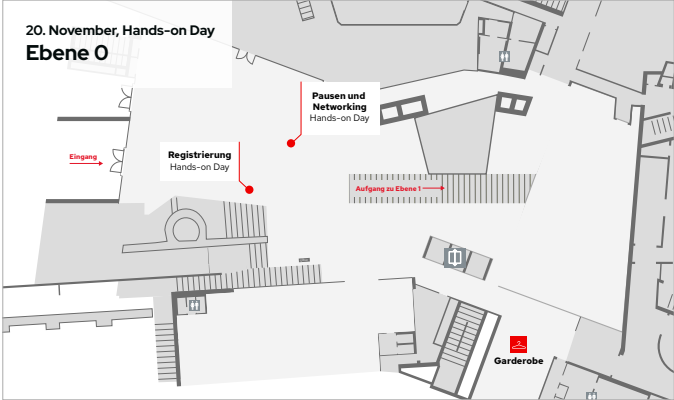 20. November, Hands-on Day
Ebene 0
Pausen und
Networking
Hands-on Day
Eingang
Registrierung
Hands-on Day
Aufgang zu Ebene 1
Garderobe